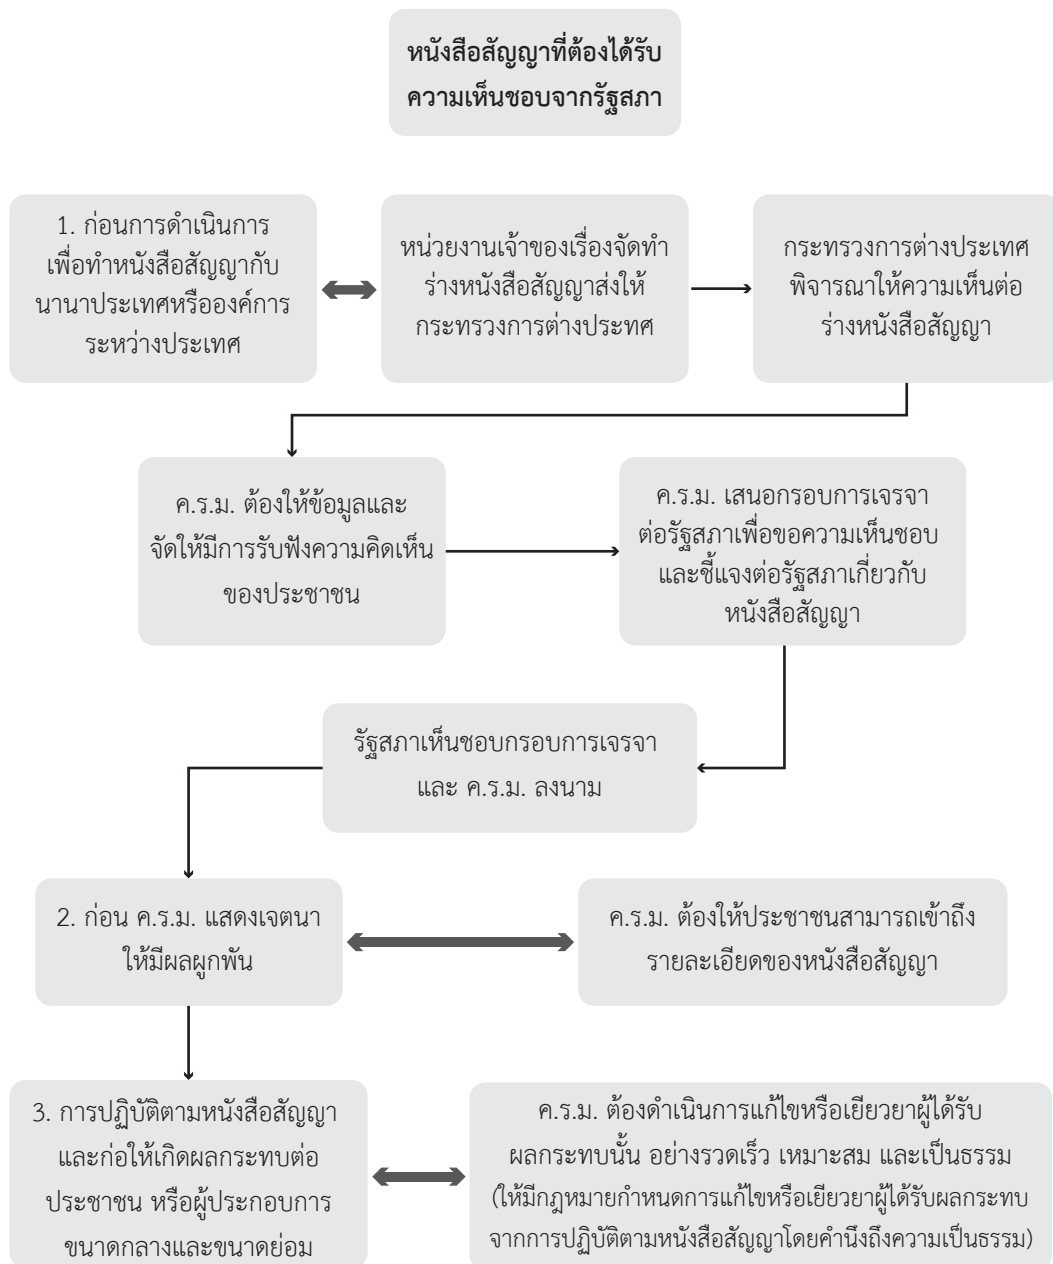 หนังสือสัญญาที่ต้องได้รับ
ความเห็นชอบจากรัฐสภา
1. ก่อนการดำเนินการ
เพื่อทำหนังสือสัญญากับ
นานาประเทศหรือองค์การ
ระหว่างประเทศ
หน่วยงานเจ้าของเรื่องจัดทำ
ร่างหนังสือสัญญาส่งให้
กระทรวงการต่างประทศ
กระทรวงการต่างประเทศ
พิจารณาให้ความเห็นต่อ
ร่างหนังสือสัญญา
ค.ร.ม. ต้องให้ข้อมูลและ
จัดให้มีการรับฟังความคิดเห็น
ของประชาชน
ค.ร.ม. เสนอกรอบการเจรจา
ต่อรัฐสภาเพื่อขอความเห็นชอบ
และชี้แจงต่อรัฐสภาเกี่ยวกับ
หนังสือสัญญา
รัฐสภาเห็นชอบกรอบการเจรจา
และ ค.ร.ม. ลงนาม
2. ก่อน ค.ร.ม. แสดงเจตนา
ให้มีผลผูกพัน
ค.ร.ม. ต้องให้ประชาชนสามารถเข้าถึง
รายละเอียดของหนังสือสัญญา
3. การปฏิบัติตามหนังสือสัญญา
และก่อให้เกิดผลกระทบต่อ
ประชาชน หรือผู้ประกอบการ
ขนาดกลางและขนาดย่อม
ค.ร.ม. ต้องดำเนินการแก้ไขหรือเยียวยาผู้ได้รับ
ผลกระทบนั้น อย่างรวดเร็ว เหมาะสม และเป็นธรรม
(ให้มีกฎหมายกำหนดการแก้ไขหรือเยียวยาผู้ได้รับผลกระทบ
จากการปฏิบัติตามหนังสือสัญญาโดยคำนึงถึงความเป็นธรรม)